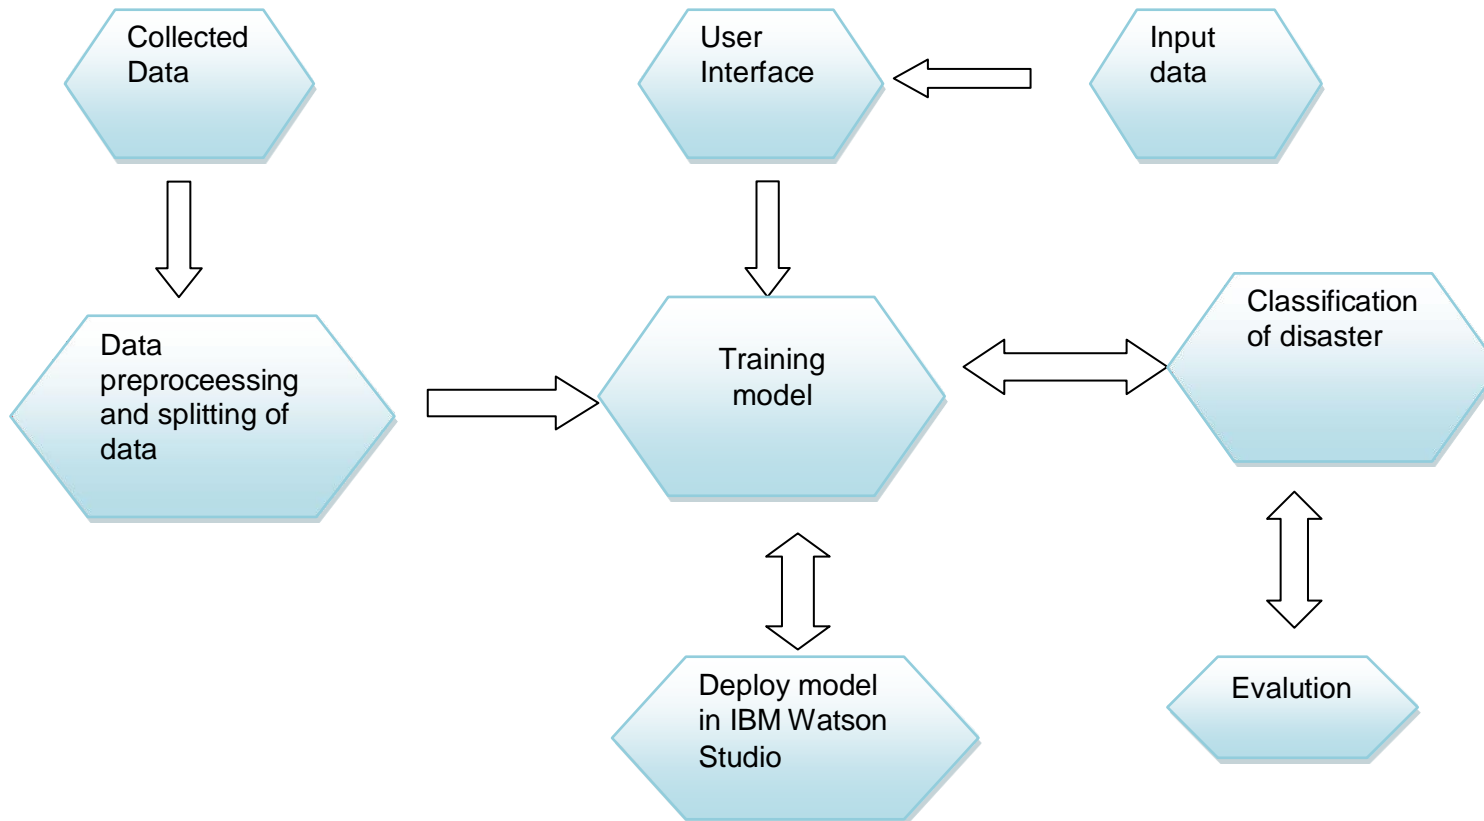 Collected
Data
User
Interface
Input
data
Data
preproceessing
and splitting of
data
Training
model
Classification
of disaster
Deploy model
in IBM Watson
Studio
Evalution